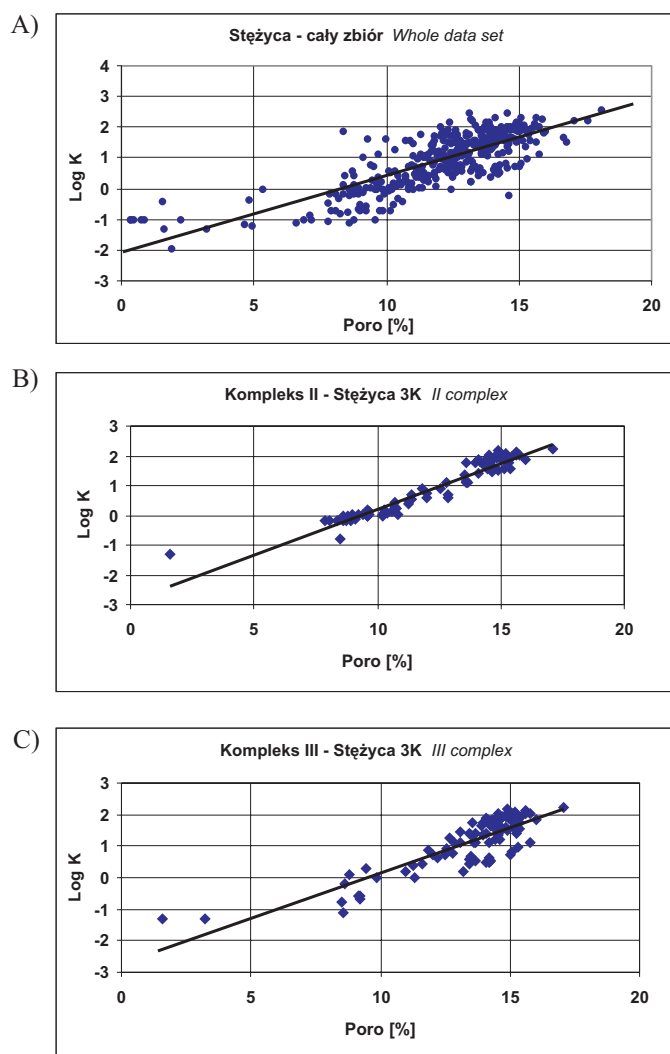 A)
Stężyca - cały zbiór Whole data set
Log K
4
3
2
1
0
-1
-2
-3
0 5 10 15 20
Poro [%]
B)
Kompleks II - Stężyca 3K II complex
Log K
3
2
1
0
-1
-2
-3
0 5 10 15 20
Poro [%]
C)
Kompleks III - Stężyca 3K III complex
Log K
3
2
1
0
-1
-2
-3
0 5 10 15 20
Poro [%]